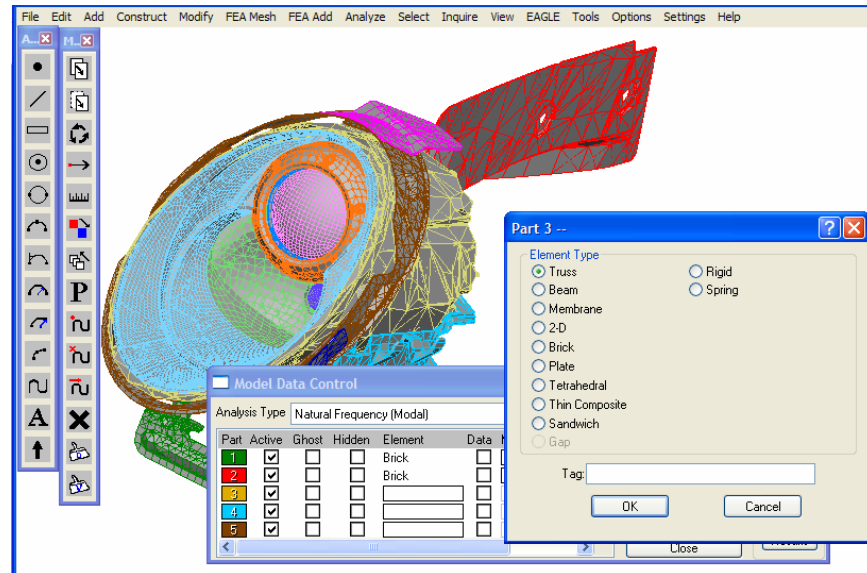 File Edit Add Construct Modify FEA Mesh FEA Add Analyze Select Inquire View EAGLE Tools Options Settings Help
A... M...
P
A
Part 3 --
Element Type
Truss Rigid
Beam Spring
Membrane
2-D
Brick
Plate
Tetrahedral
Thin Composite
Sandwich
Gap
Tag:
OK Cancel
Model Data Control
Analysis Type Natural Frequency (Modal)
Part Active Ghost Hidden Element Data
1 Brick
2 Brick
3
4
5
Close